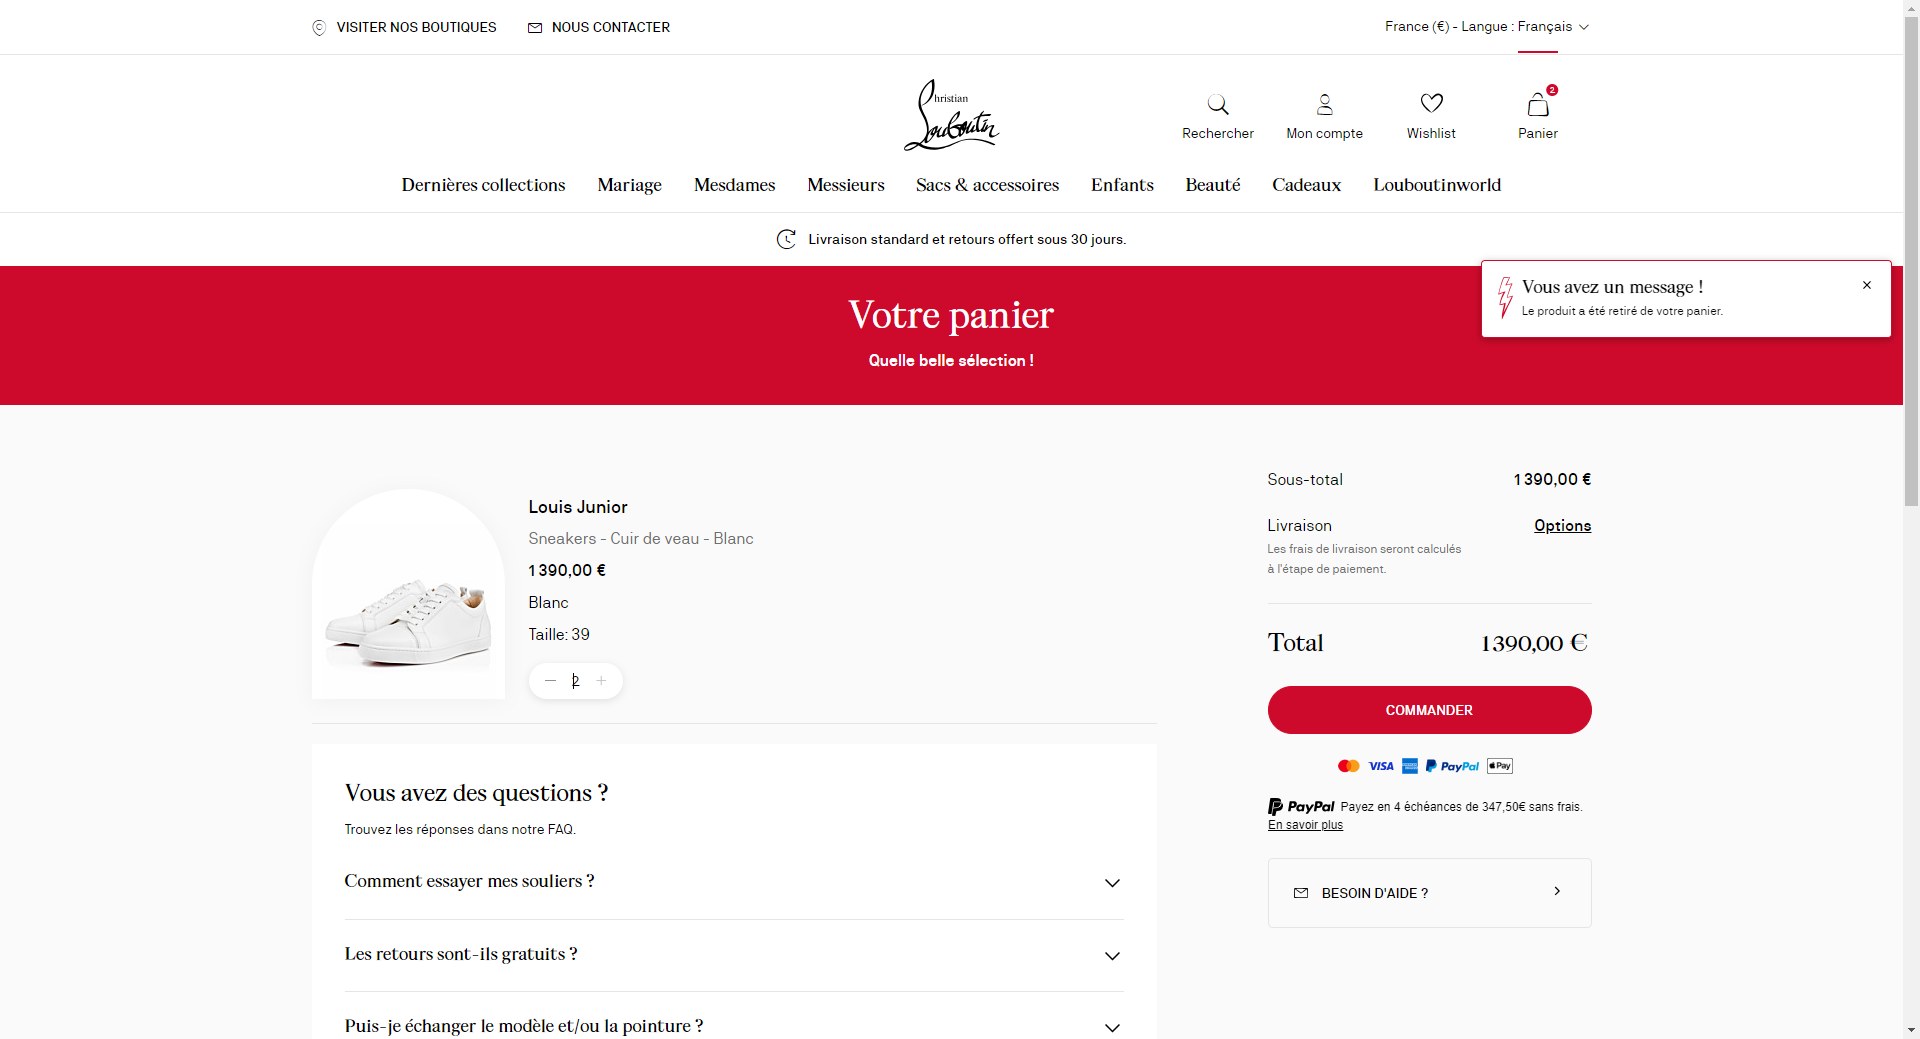 VISITER NOS BOUTIQUES
NOUS CONTACTER
France (€) - Langue : Français
Christian
Louboutin
Rechercher
Mon compte
Wishlist
2
Panier
Dernières collections
Mariage
Mesdames
Messieurs
Sacs & accessoires
Enfants
Beauté
Cadeaux
Louboutinworld
Livraison standard et retours offert sous 30 jours.
Vous avez un message !
Le produit a été retiré de votre panier.
Votre panier
Quelle belle sélection !
Louis Junior
Sneakers - Cuir de veau - Blanc
1 390,00 €
Blanc
Taille: 39
2
Sous-total
1 390,00 €
Livraison
Options
Les frais de livraison seront calculés
à l'étape de paiement.
Total
1 390,00 €
COMMANDER
VISA
PayPal
Pay
PayPal Payez en 4 échéances de 347,50€ sans frais.
En savoir plus
BESOIN D'AIDE ?
Vous avez des questions ?
Trouvez les réponses dans notre FAQ.
Comment essayer mes souliers ?
Les retours sont-ils gratuits ?
Puis-je échanger le modèle et/ou la pointure ?